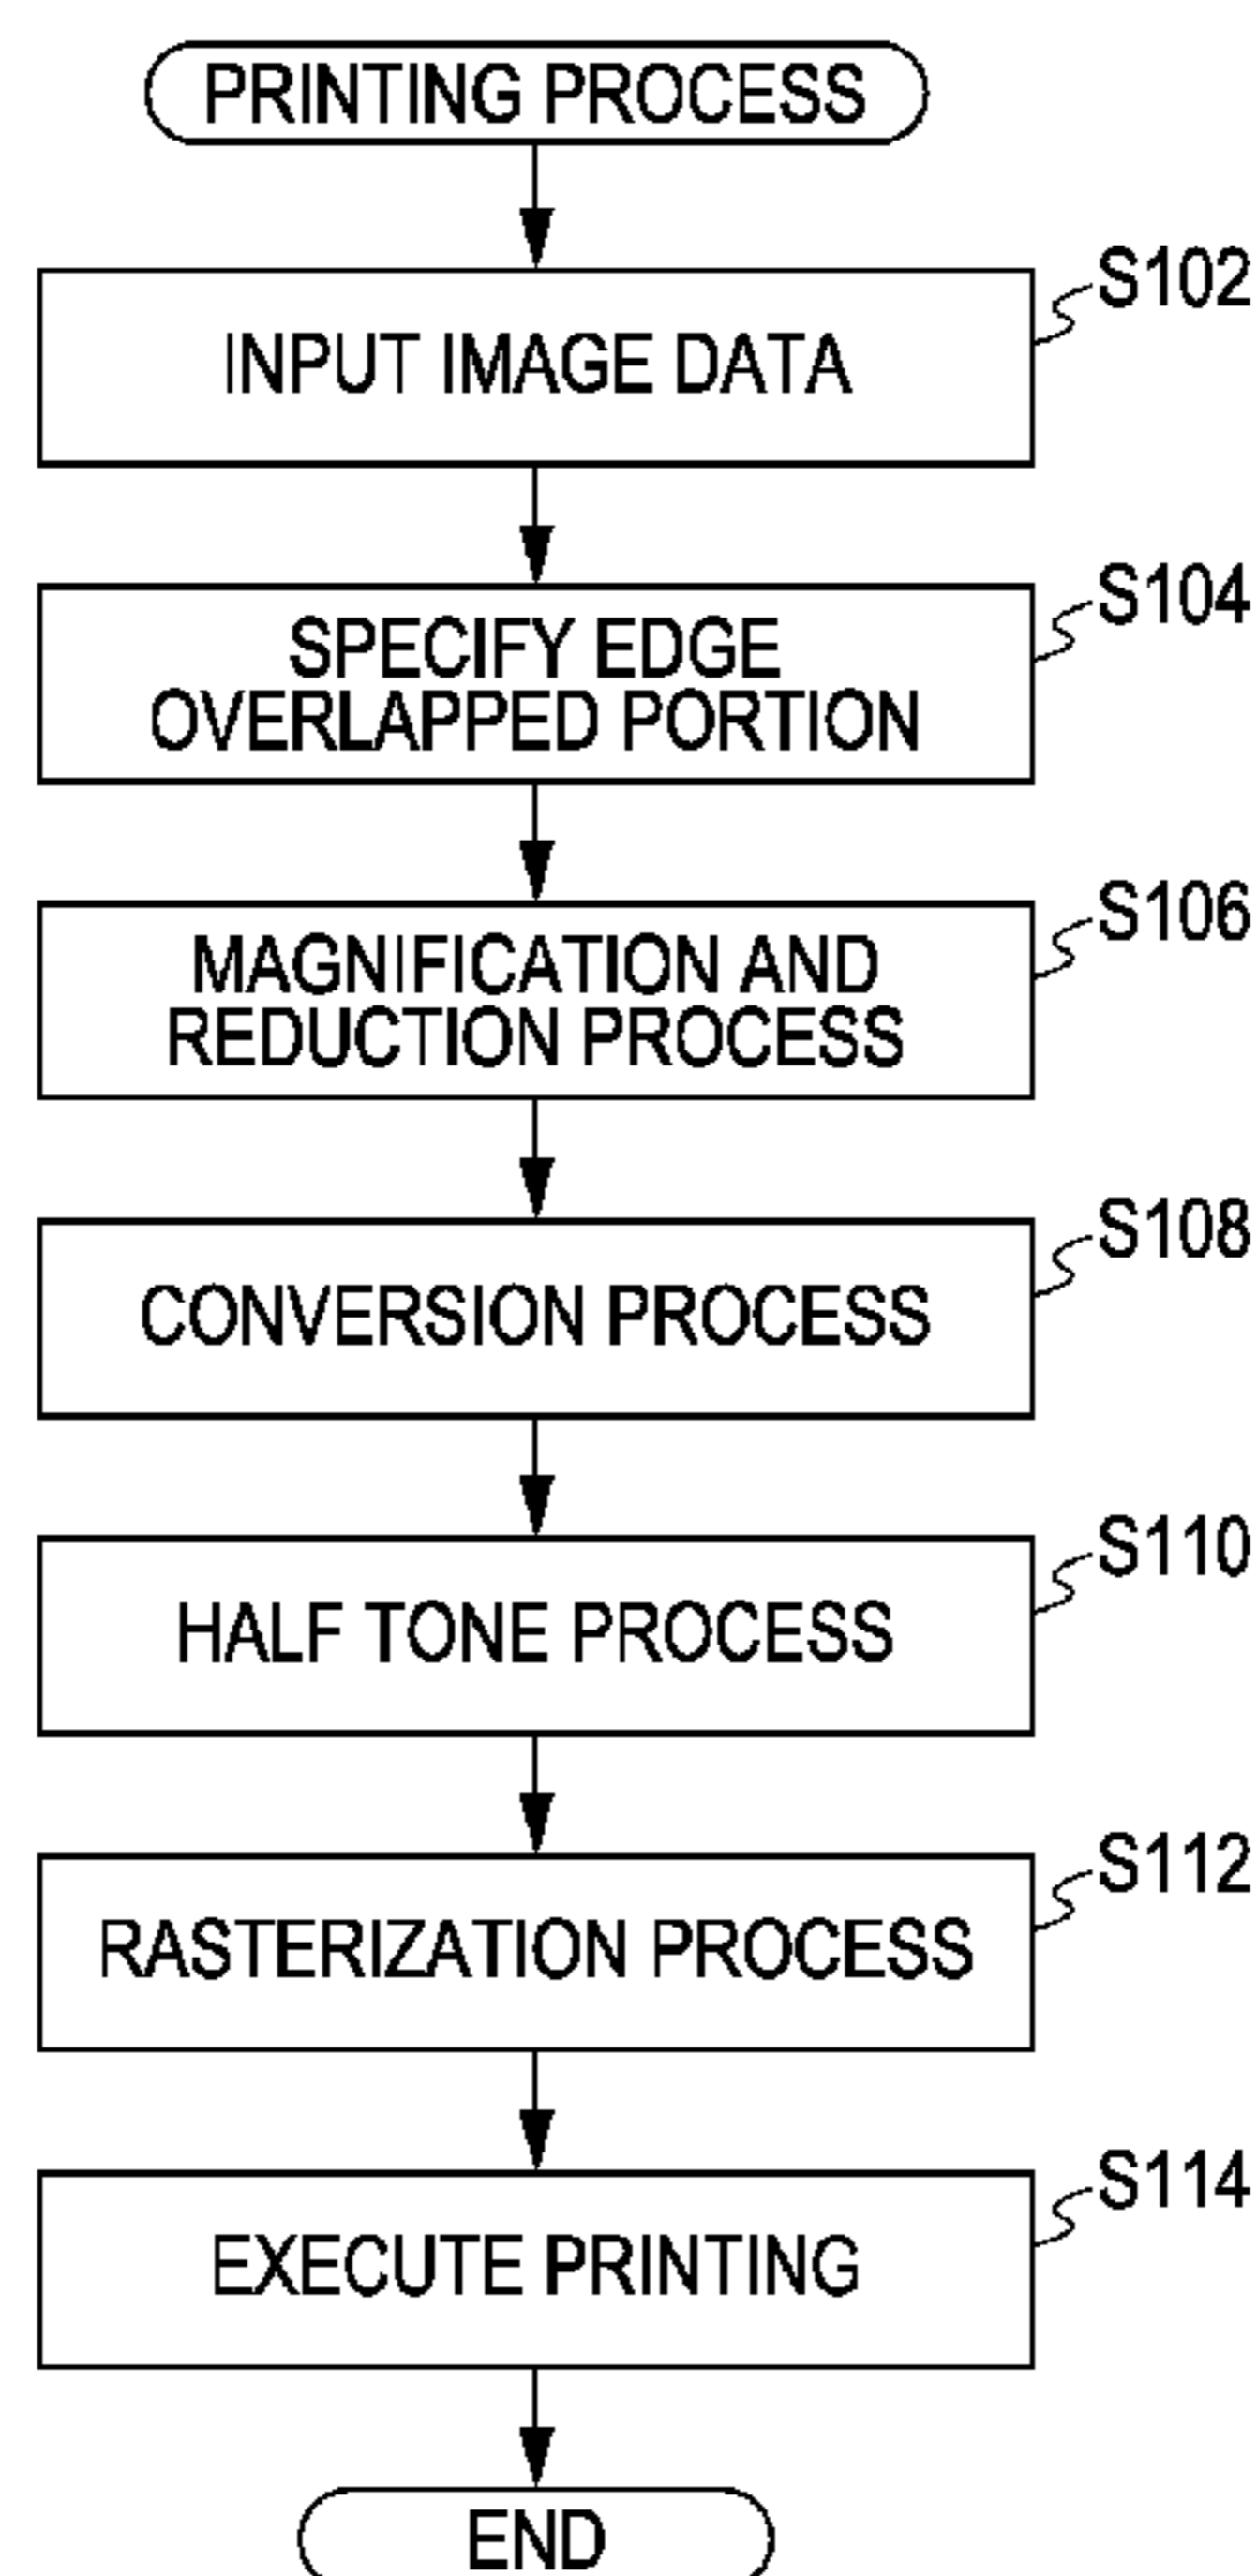 PRINTING PROCESS
S102
INPUT IMAGE DATA
S104
SPECIFY EDGE
OVERLAPPED PORTION
S106
MAGNIFICATION AND
REDUCTION PROCESS
S108
CONVERSION PROCESS
S110
HALF TONE PROCESS
S112
RASTERIZATION PROCESS
S114
EXECUTE PRINTING
END